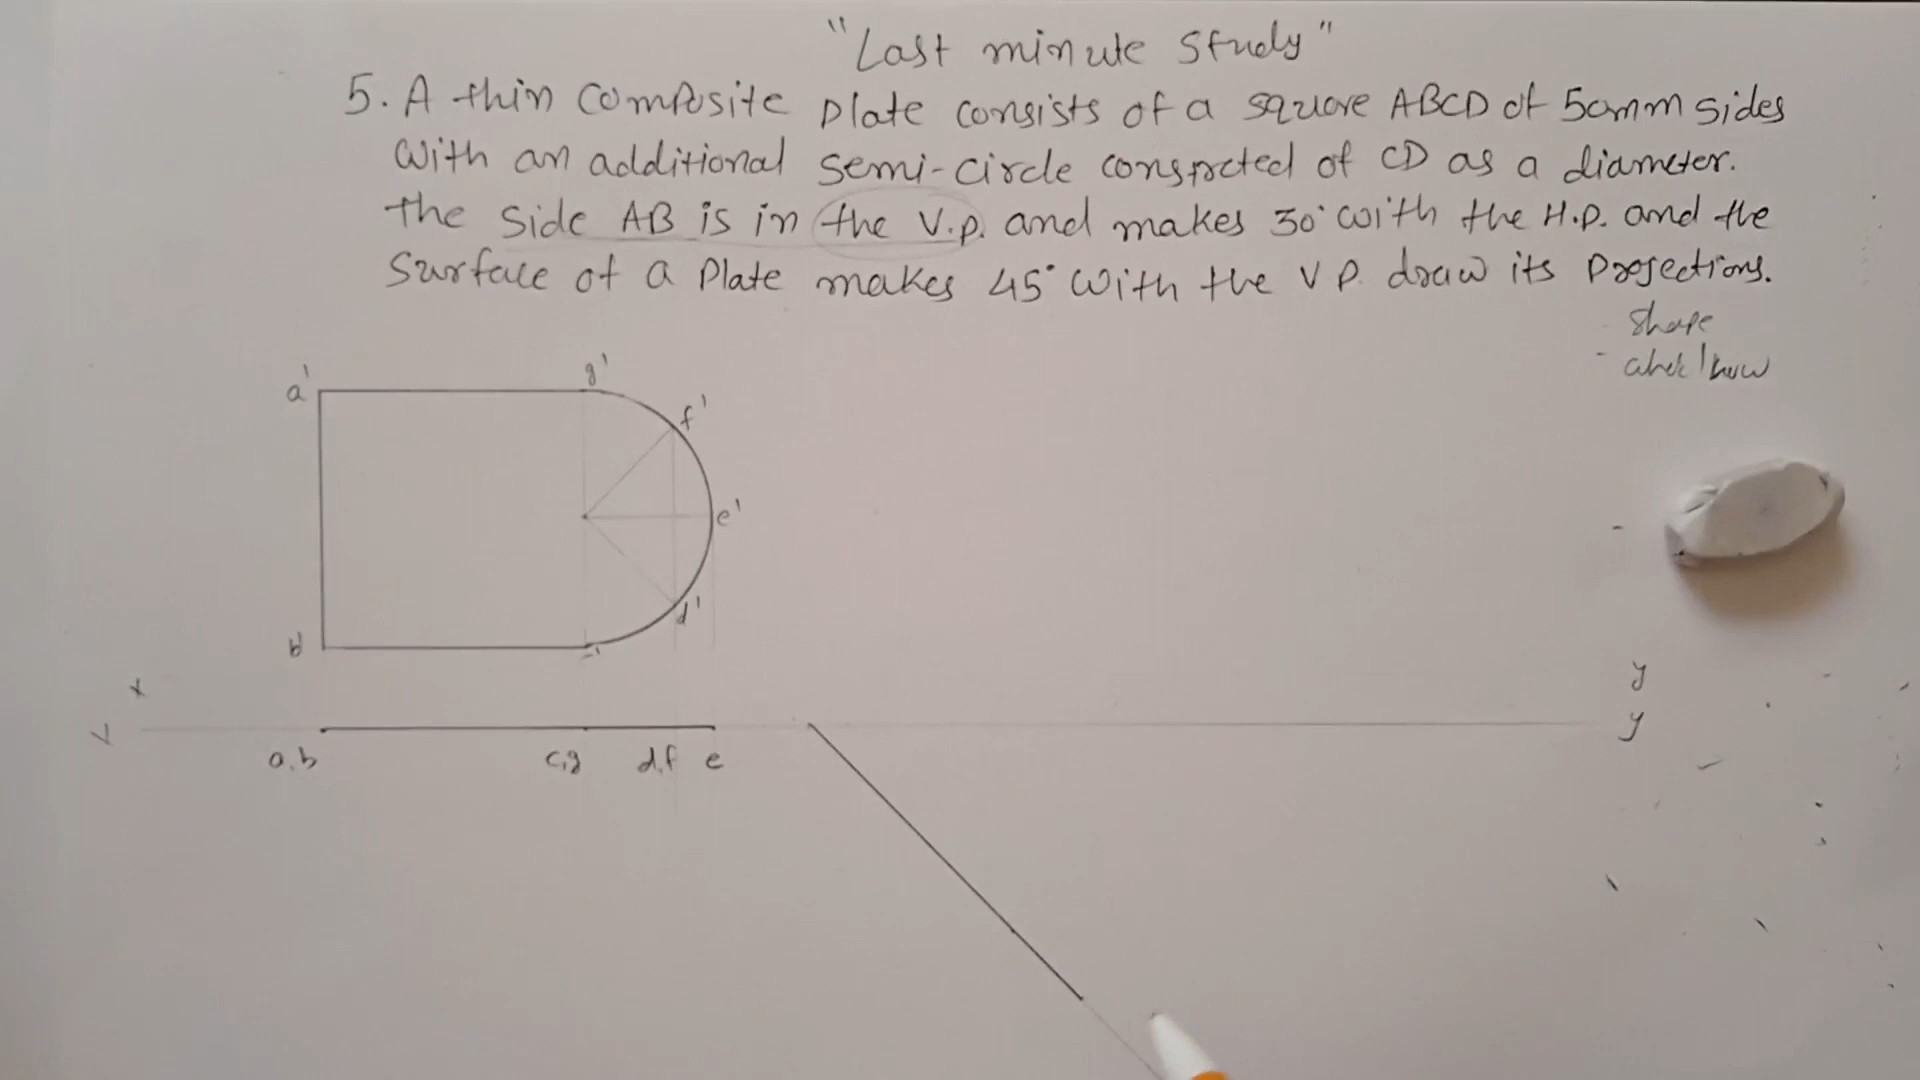 "Last minute Study"
5. A thin composite plate consists of a square ABCD of 50mm sides
with an additional semi-circle conspocted of CD as a diameter.
the side AB is in the V.p. and makes 30° with the H.p. and the
Surface of a Plate makes 45° with the V P. draw its Projections.
shape
a' g'
f'
e'
d'
b'
x y
y
a,b c,g d,f e